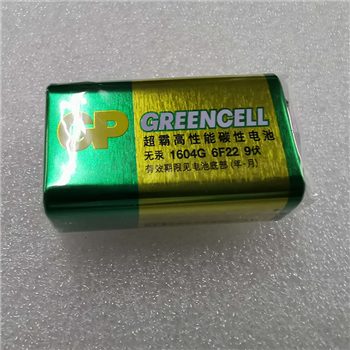 GP
GREENCELL
超霸高性能碳性电池
无汞 1604G 6F22 9伏
有效期限见电池底部(年-月)